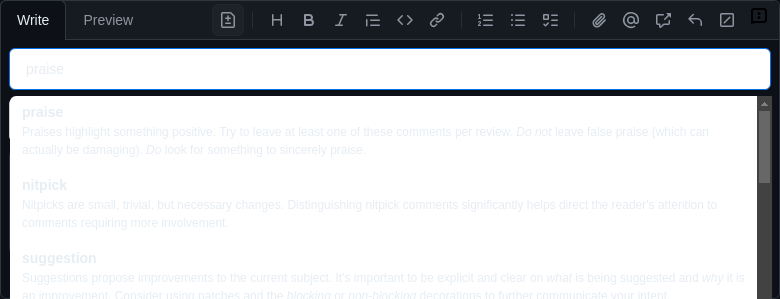 Write Preview
praise
praise
Praises highlight something positive. Try to leave at least one of these comments per review. Do not leave false praise (which can
actually be damaging). Do look for something to sincerely praise.
nitpick
Nitpicks are small, trivial, but necessary changes. Distinguishing nitpick comments significantly helps direct the reader's attention to
comments requiring more involvement.
suggestion
Suggestions propose improvements to the current subject. It's important to be explicit and clear on what is being suggested and why it is
an improvement. Consider using patches and the blocking or non-blocking decorations to further communicate your intent.